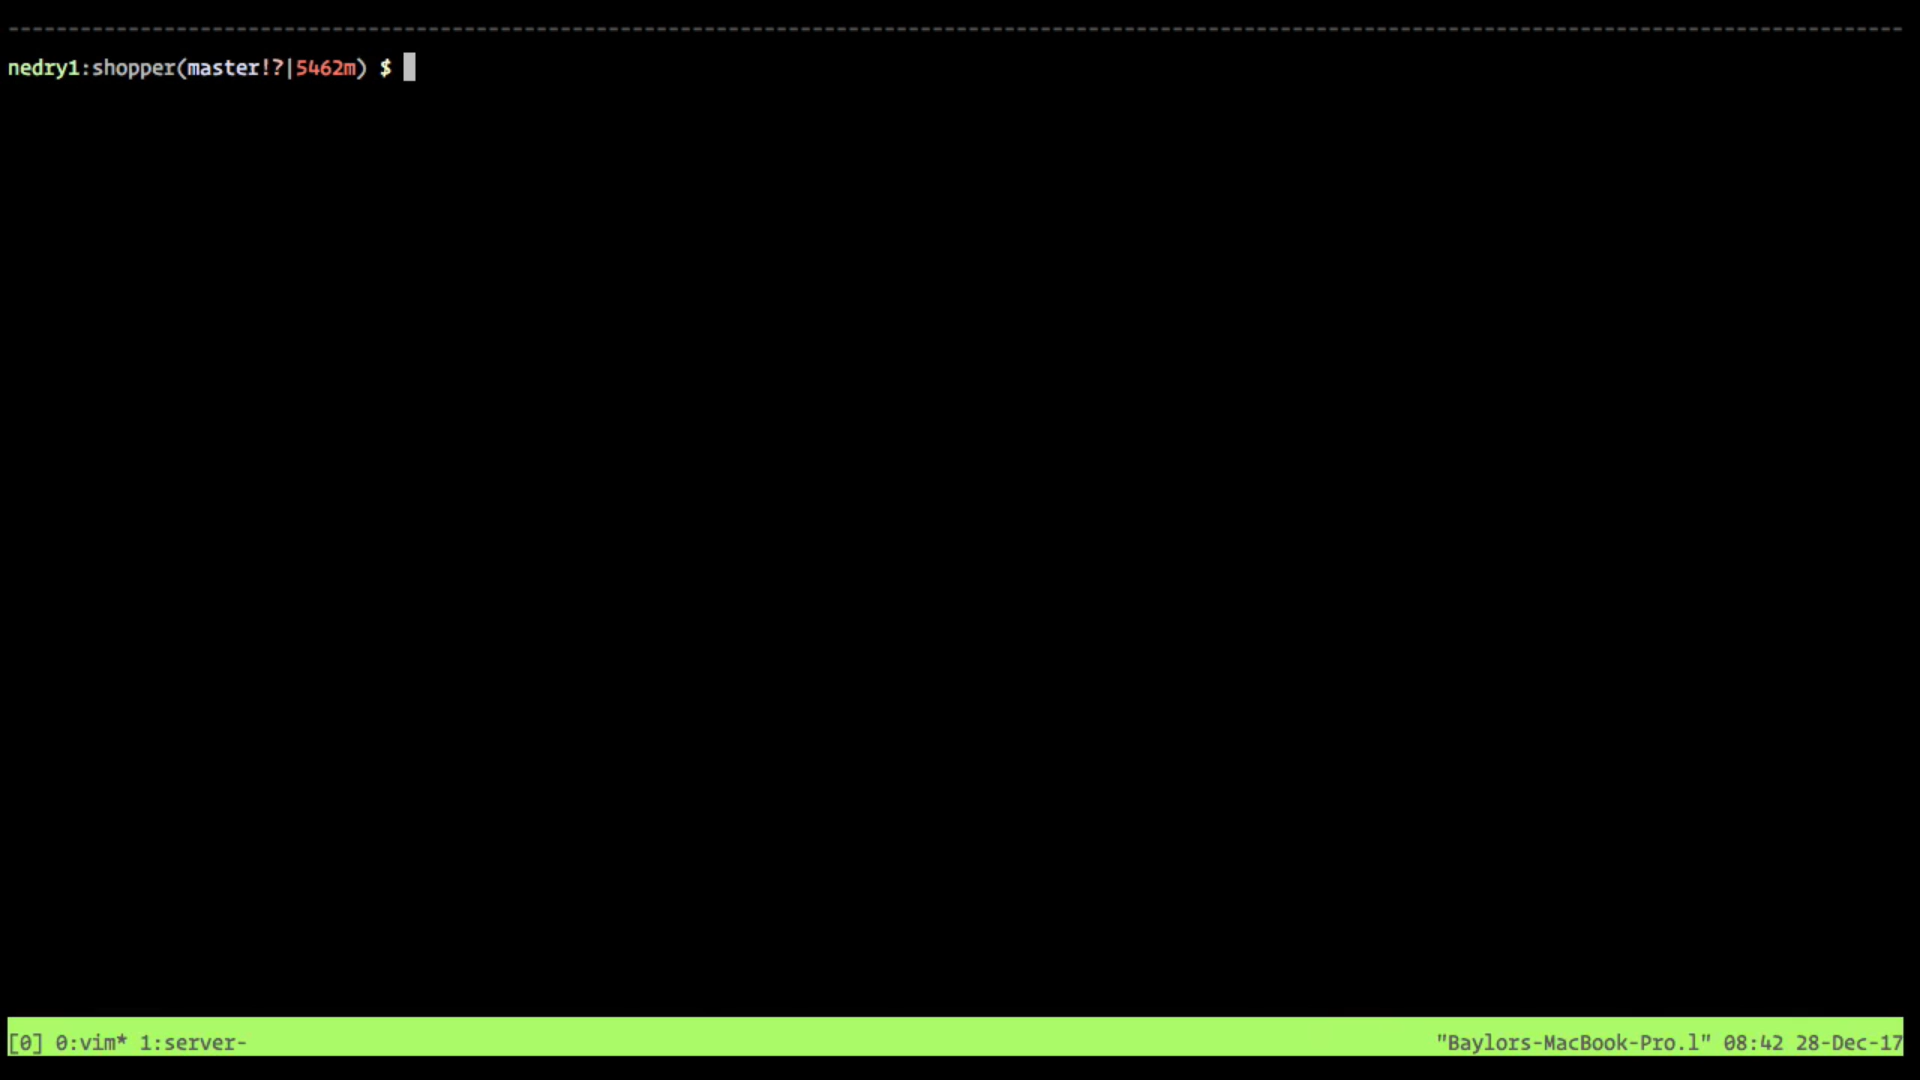 nedry1:shopper(master!?|5462m) $
[0] 0:vim* 1:server- "Baylors-MacBook-Pro.l" 08:42 28-Dec-17